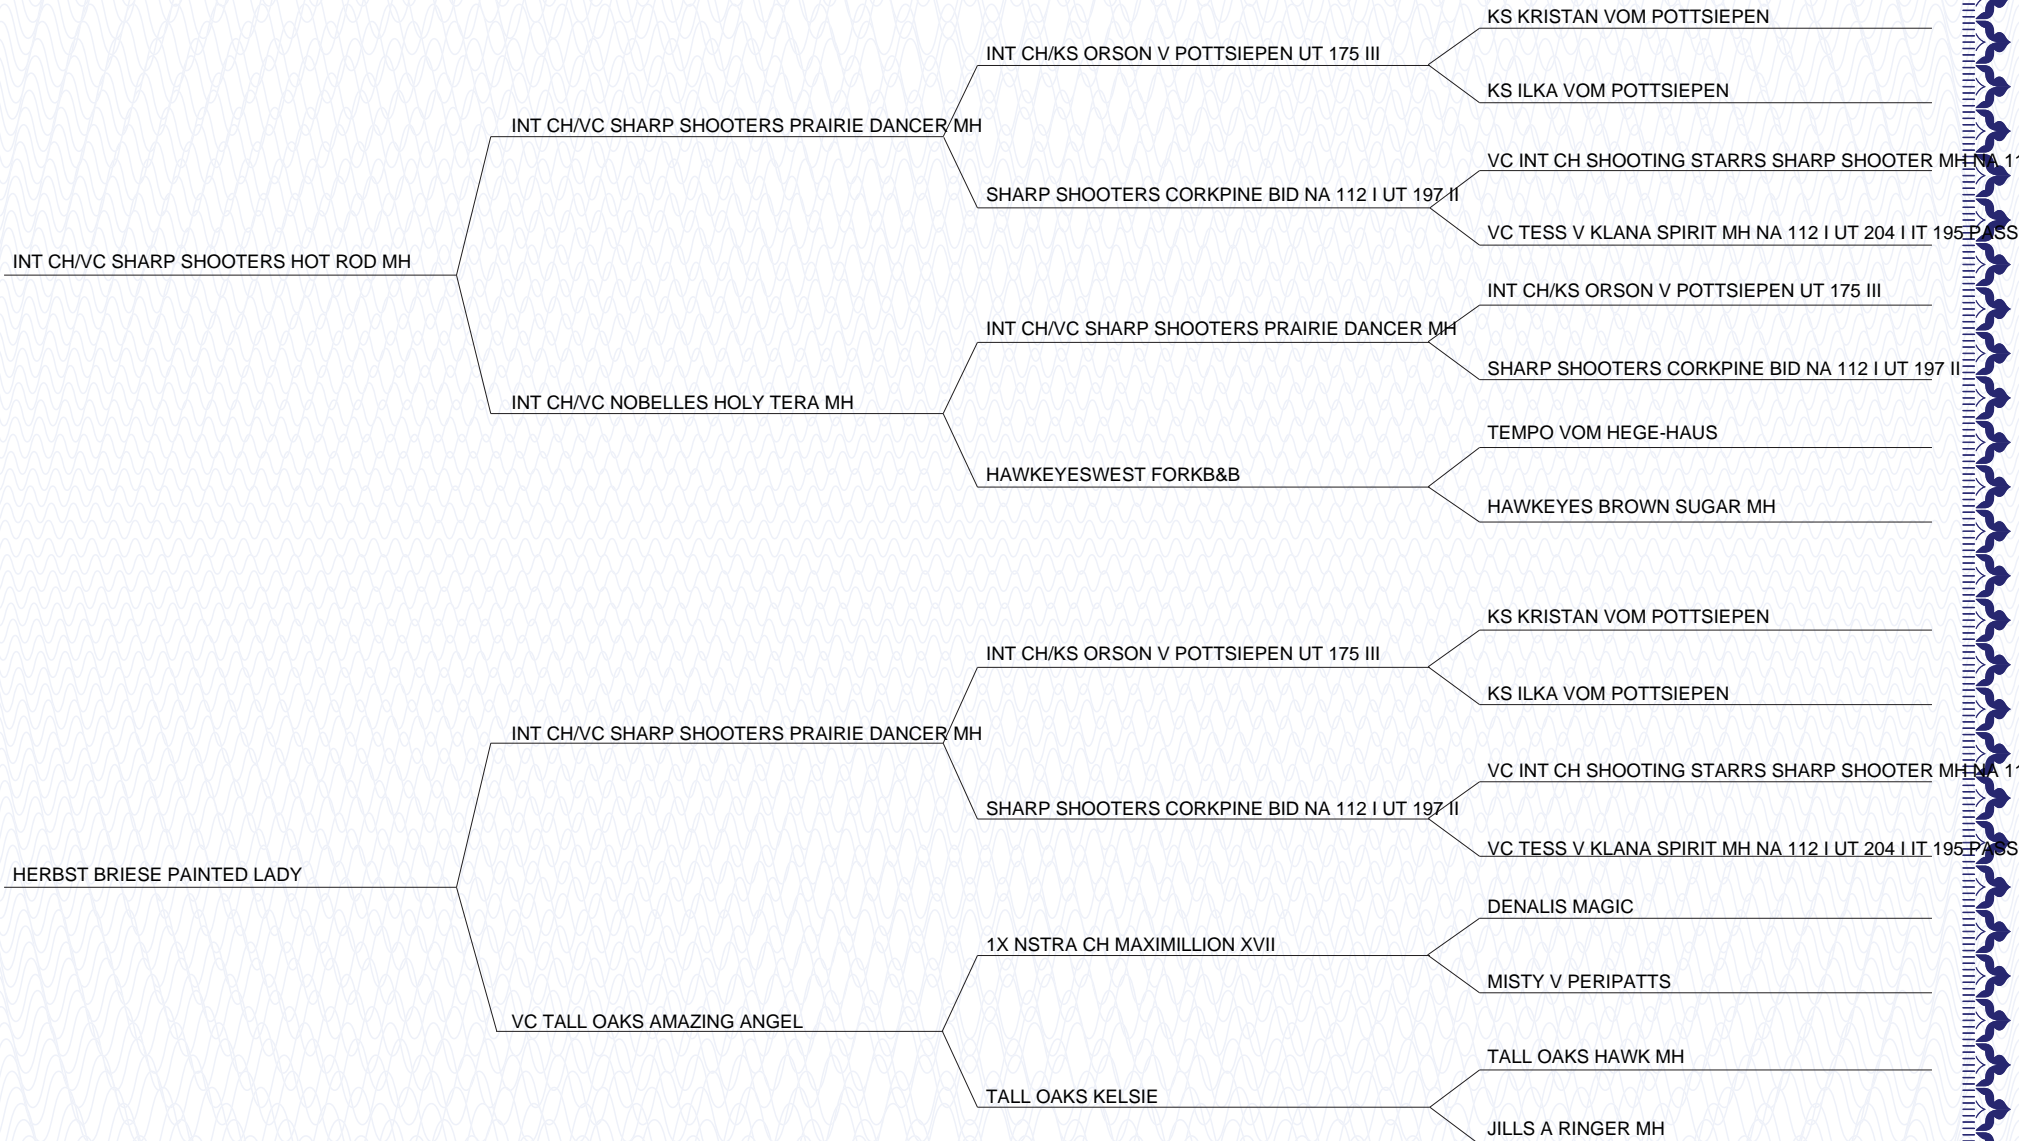 KS KRISTAN VOM POTTSIEPEN
INT CH/KS ORSON V POTTSIEPEN UT 175 III
KS ILKA VOM POTTSIEPEN
INT CH/VC SHARP SHOOTERS PRAIRIE DANCER MH
VC INT CH SHOOTING STARRS SHARP SHOOTER MH NA 11
SHARP SHOOTERS CORKPINE BID NA 112 I UT 197 II
VC TESS V KLANA SPIRIT MH NA 112 I UT 204 I IT 195 PASS
INT CH/VC SHARP SHOOTERS HOT ROD MH
INT CH/KS ORSON V POTTSIEPEN UT 175 III
INT CH/VC SHARP SHOOTERS PRAIRIE DANCER MH
SHARP SHOOTERS CORKPINE BID NA 112 I UT 197 II
INT CH/VC NOBELLES HOLY TERA MH
TEMPO VOM HEGE-HAUS
HAWKEYESWEST FORKB&B
HAWKEYES BROWN SUGAR MH
KS KRISTAN VOM POTTSIEPEN
INT CH/KS ORSON V POTTSIEPEN UT 175 III
KS ILKA VOM POTTSIEPEN
INT CH/VC SHARP SHOOTERS PRAIRIE DANCER MH
VC INT CH SHOOTING STARRS SHARP SHOOTER MH NA 11
SHARP SHOOTERS CORKPINE BID NA 112 I UT 197 II
VC TESS V KLANA SPIRIT MH NA 112 I UT 204 I IT 195 PASS
HERBST BRIESE PAINTED LADY
DENALIS MAGIC
1X NSTRA CH MAXIMILLION XVII
MISTY V PERIPATTS
VC TALL OAKS AMAZING ANGEL
TALL OAKS HAWK MH
TALL OAKS KELSIE
JILLS A RINGER MH